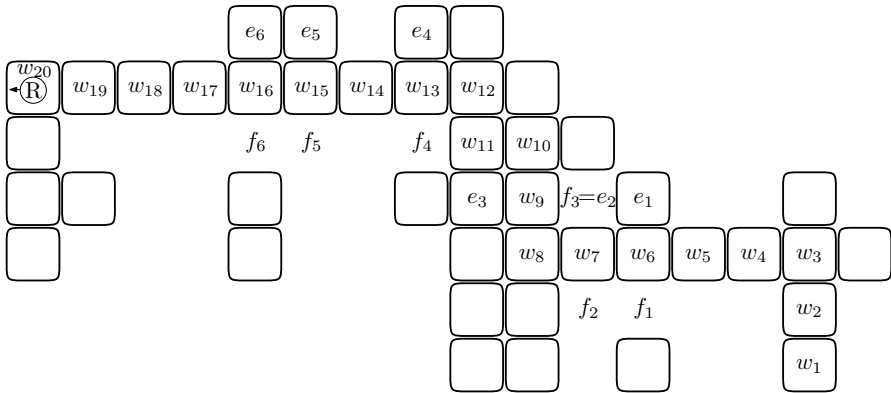 e₆ e₅ e₄
w₂₀ R w₁₉ w₁₈ w₁₇ w₁₆ w₁₅ w₁₄ w₁₃ w₁₂
f₆ f₅ f₄ w₁₁ w₁₀
e₃ w₉ f₃=e₂ e₁
w₈ w₇ w₆ w₅ w₄ w₃
f₂ f₁ w₂
w₁